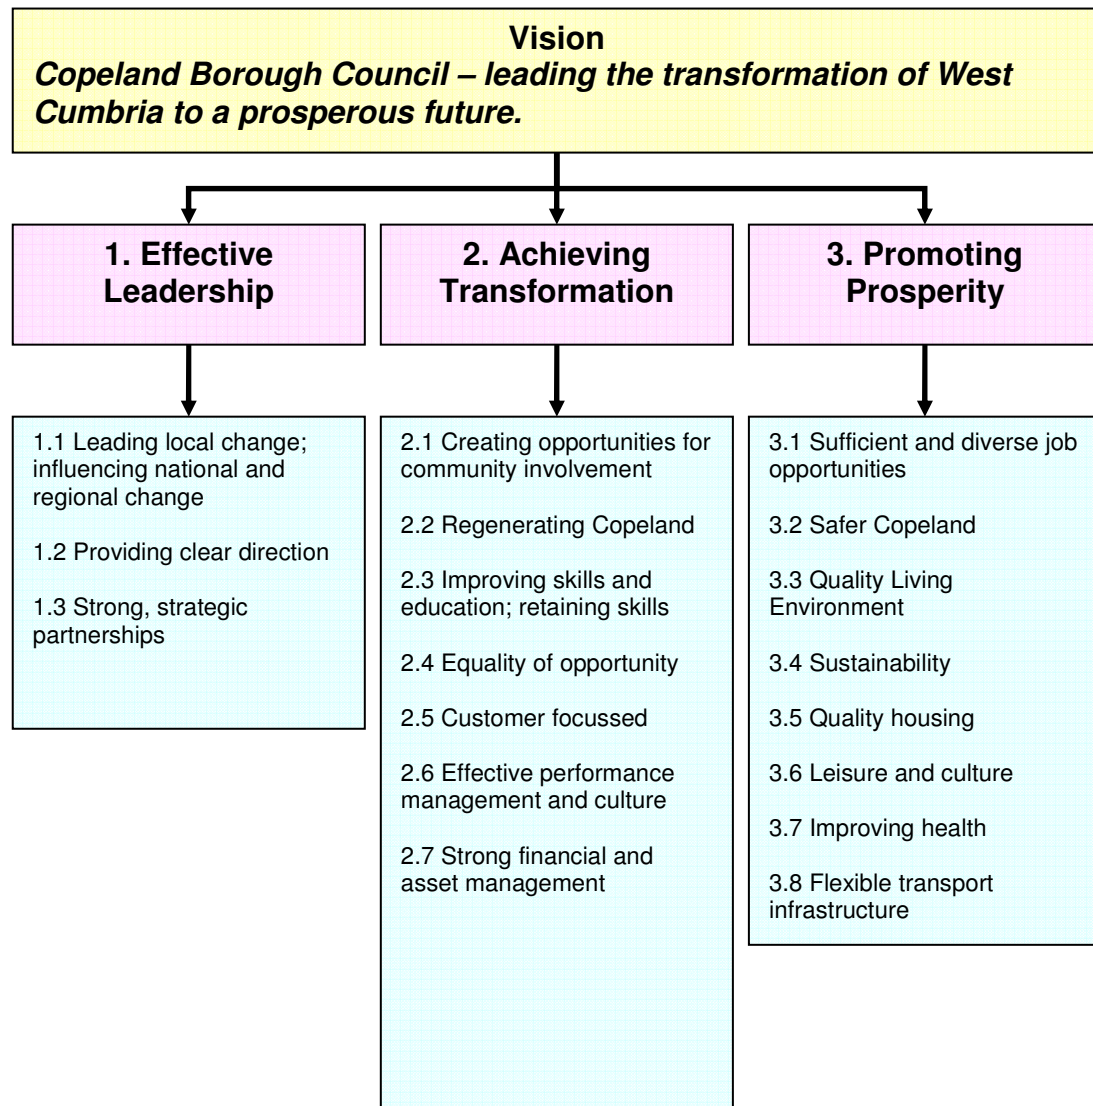 Vision
Copeland Borough Council – leading the transformation of West
Cumbria to a prosperous future.
1. Effective
Leadership
2. Achieving
Transformation
3. Promoting
Prosperity
1.1 Leading local change;
influencing national and
regional change
1.2 Providing clear direction
1.3 Strong, strategic
partnerships
2.1 Creating opportunities for
community involvement
2.2 Regenerating Copeland
2.3 Improving skills and
education; retaining skills
2.4 Equality of opportunity
2.5 Customer focussed
2.6 Effective performance
management and culture
2.7 Strong financial and
asset management
3.1 Sufficient and diverse job
opportunities
3.2 Safer Copeland
3.3 Quality Living
Environment
3.4 Sustainability
3.5 Quality housing
3.6 Leisure and culture
3.7 Improving health
3.8 Flexible transport
infrastructure